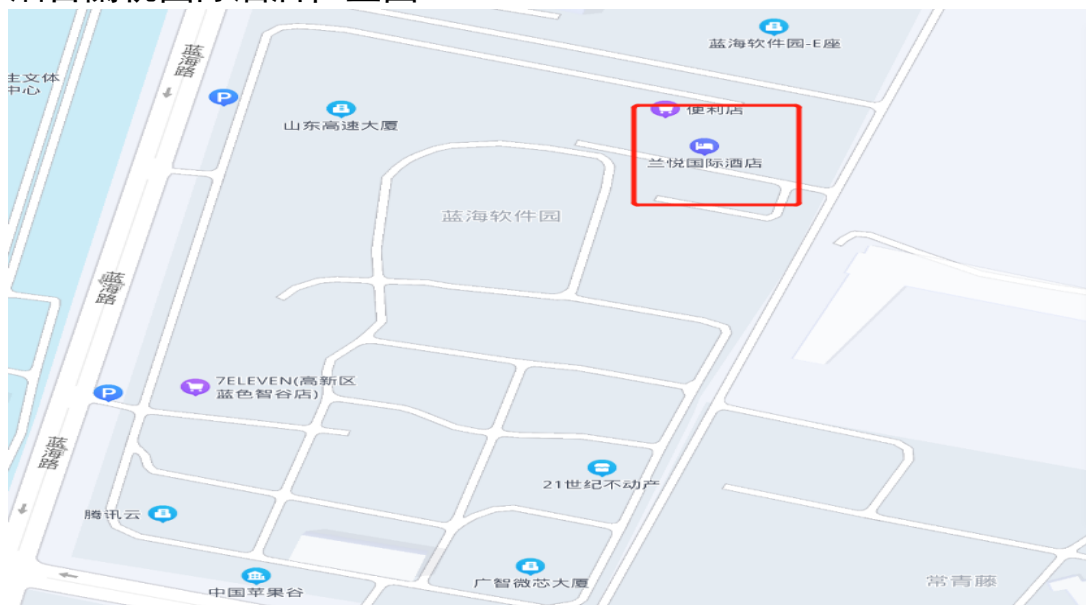 蓝海软件园-E座
蓝海路
生文体
中心
P
便利店
山东高速大厦
兰悦国际酒店
蓝海软件园
蓝海路
7ELEVEN(高新区
蓝色智谷店)
P
蓝海路
21世纪不动产
腾讯云
广智微芯大厦
常青藤
中国苹果谷